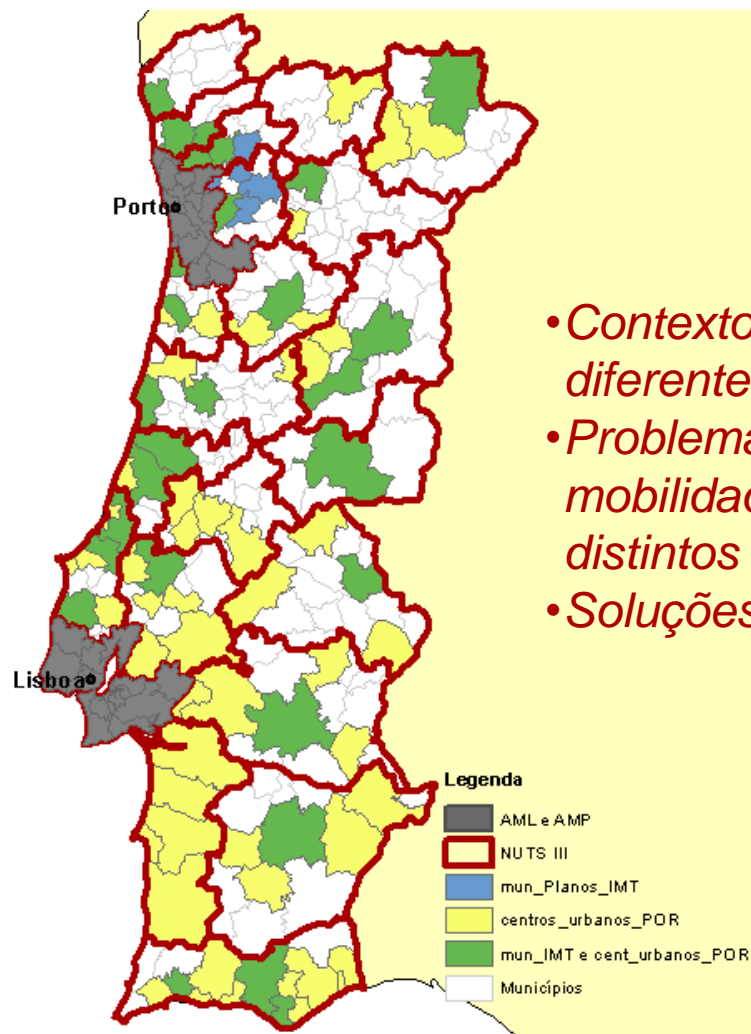 Porto
Lisboa
•Contexto
diferente
•Problema
mobilidad
distintos
•Soluções
Legenda
AML e AMP
NUTS III
mun_Planos_IMT
centros_urbanos_POR
mun_IMT e cent_urbanos_POR
Municípios